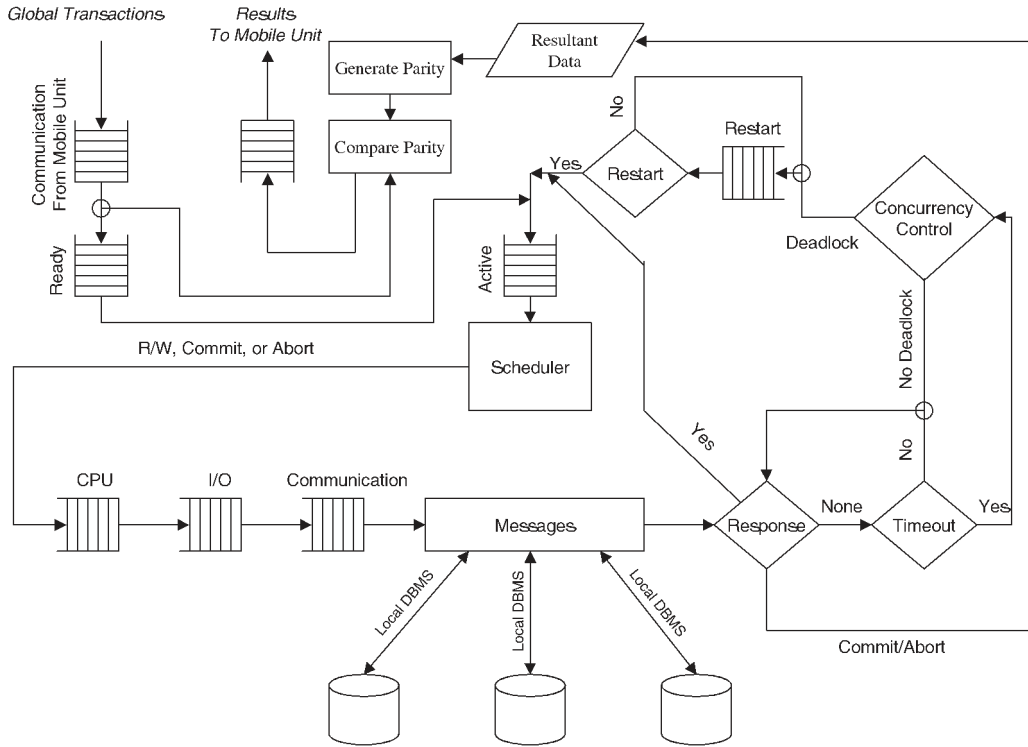 Global Transactions
Results
To Mobile Unit
Resultant
Data
Generate Parity
Compare Parity
Communication
From Mobile Unit
No
Restart
Yes
Restart
Concurrency
Control
Deadlock
Ready
Active
No Deadlock
R/W, Commit, or Abort
Scheduler
Yes
No
CPU
I/O
Communication
Messages
Response
None
Timeout
Yes
Local DBMS
Local DBMS
Local DBMS
Commit/Abort